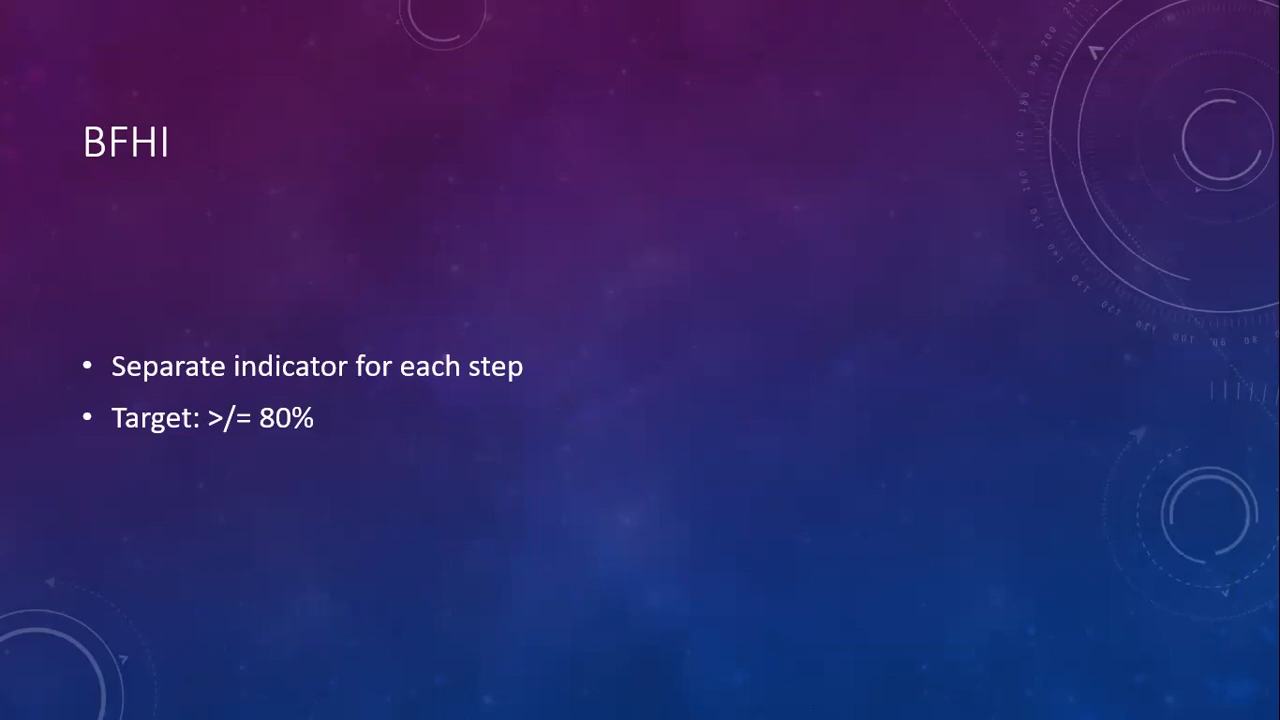 BFHI
• Separate indicator for each step
• Target: >/= 80%